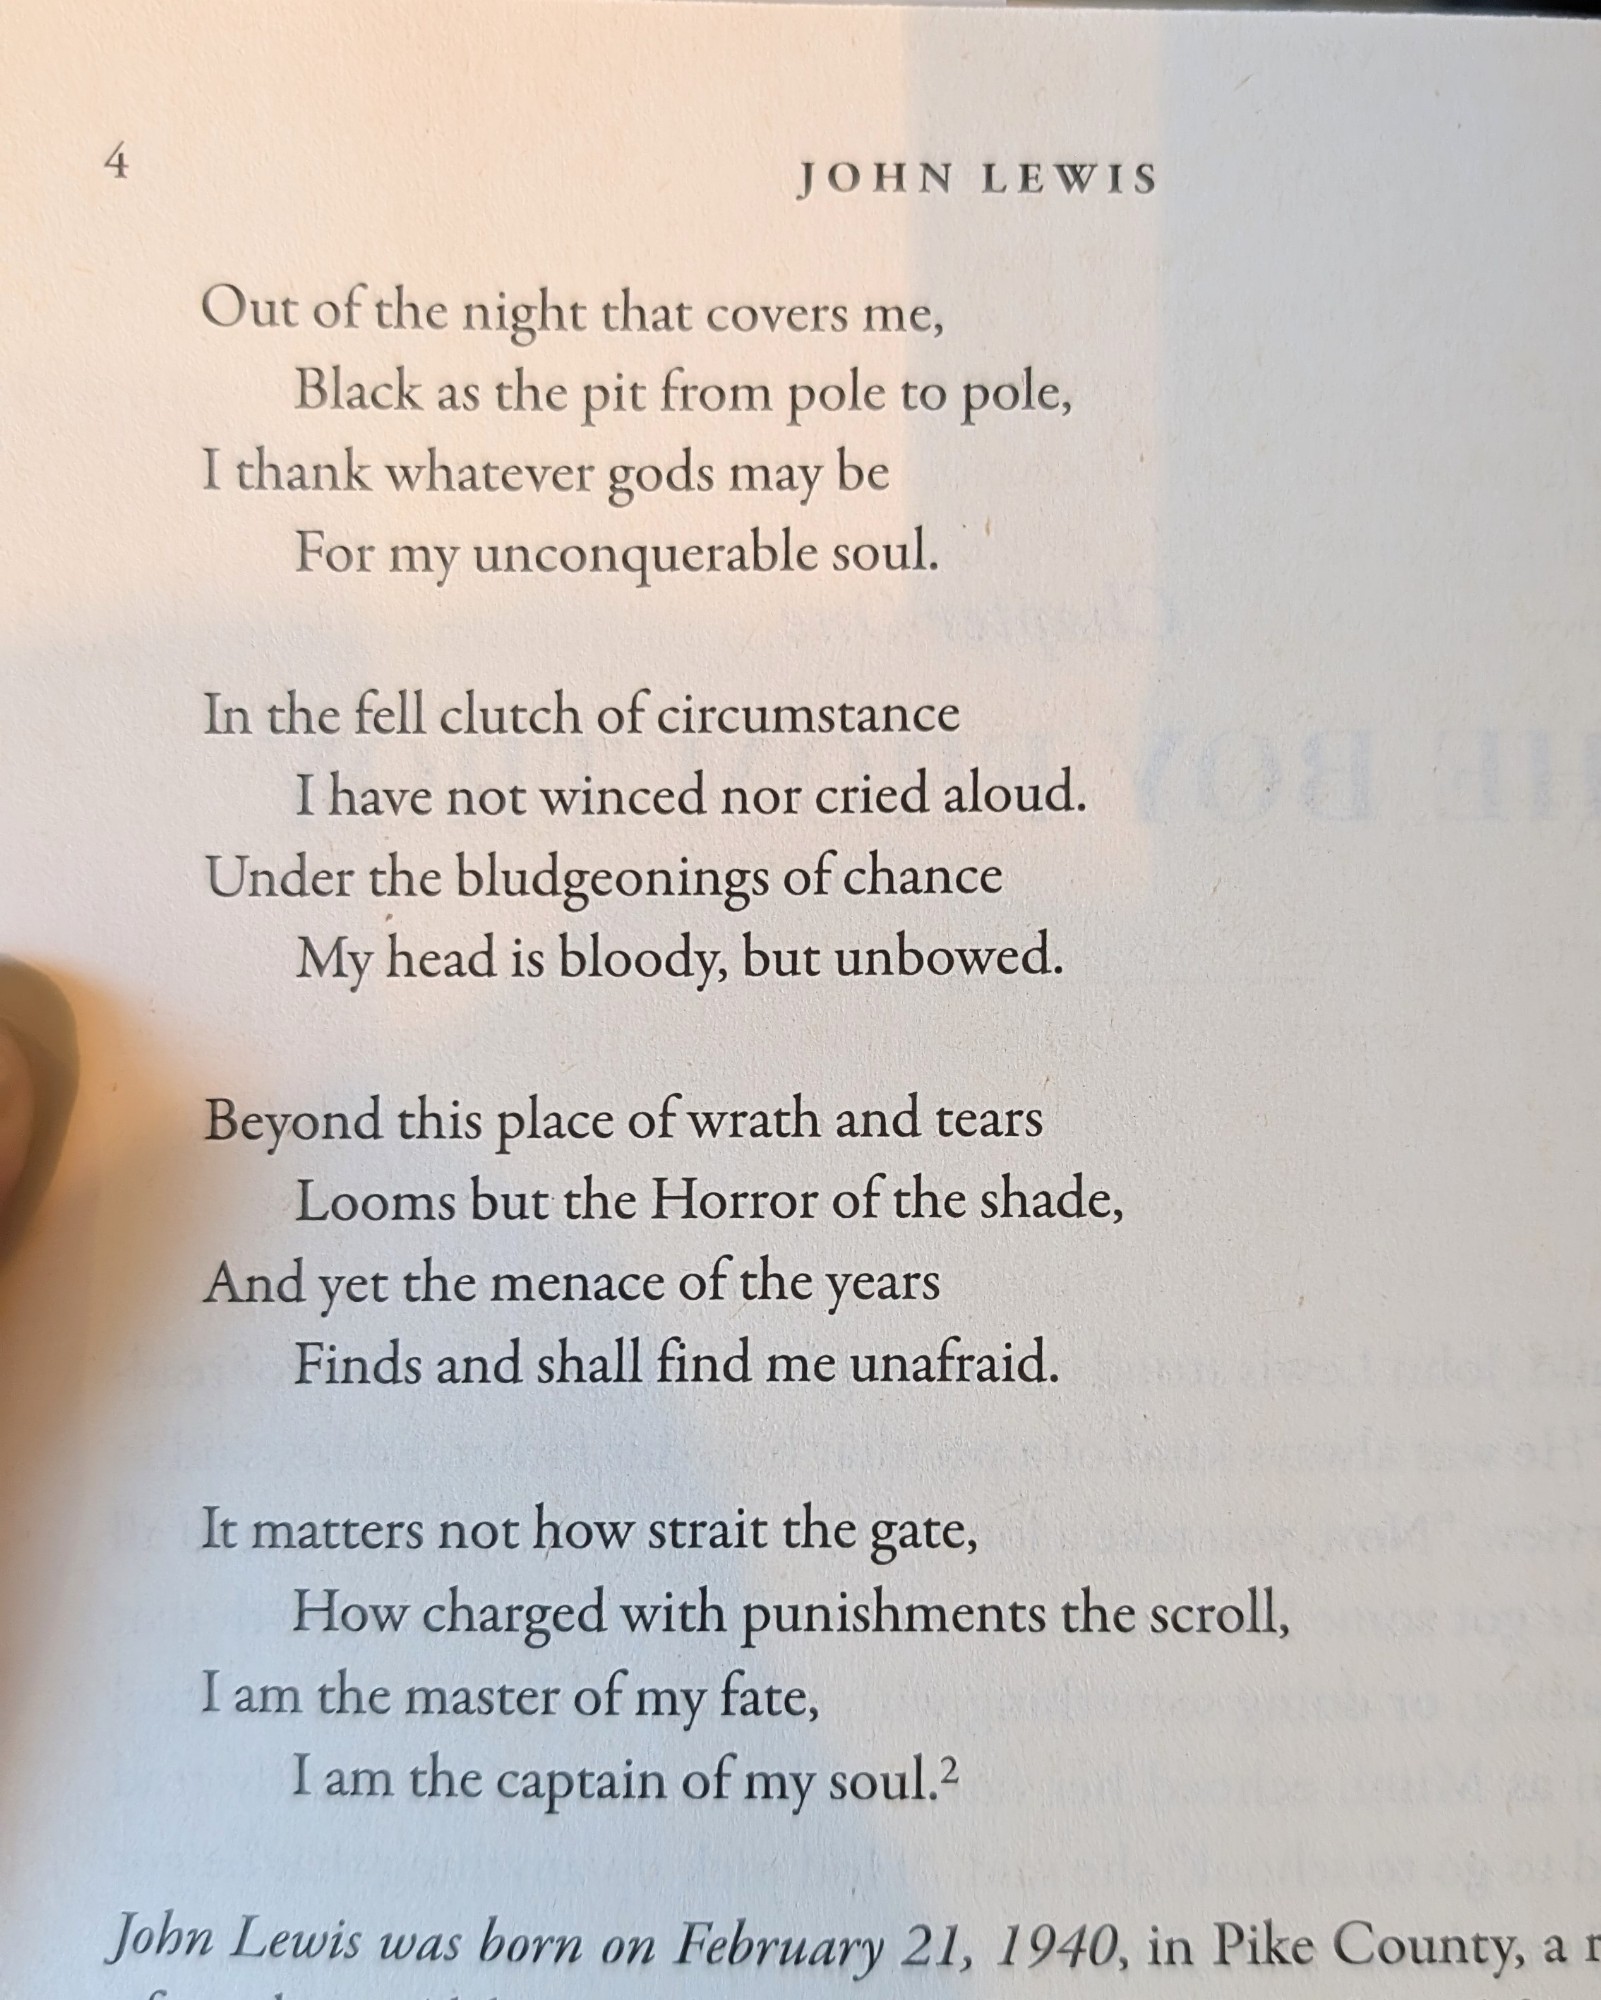 4 JOHN LEWIS
Out of the night that covers me,
Black as the pit from pole to pole,
I thank whatever gods may be
For my unconquerable soul.
In the fell clutch of circumstance
I have not winced nor cried aloud.
Under the bludgeonings of chance
My head is bloody, but unbowed.
Beyond this place of wrath and tears
Looms but the Horror of the shade,
And yet the menace of the years
Finds and shall find me unafraid.
It matters not how strait the gate,
How charged with punishments the scroll,
I am the master of my fate,
I am the captain of my soul.²
John Lewis was born on February 21, 1940, in Pike County, a